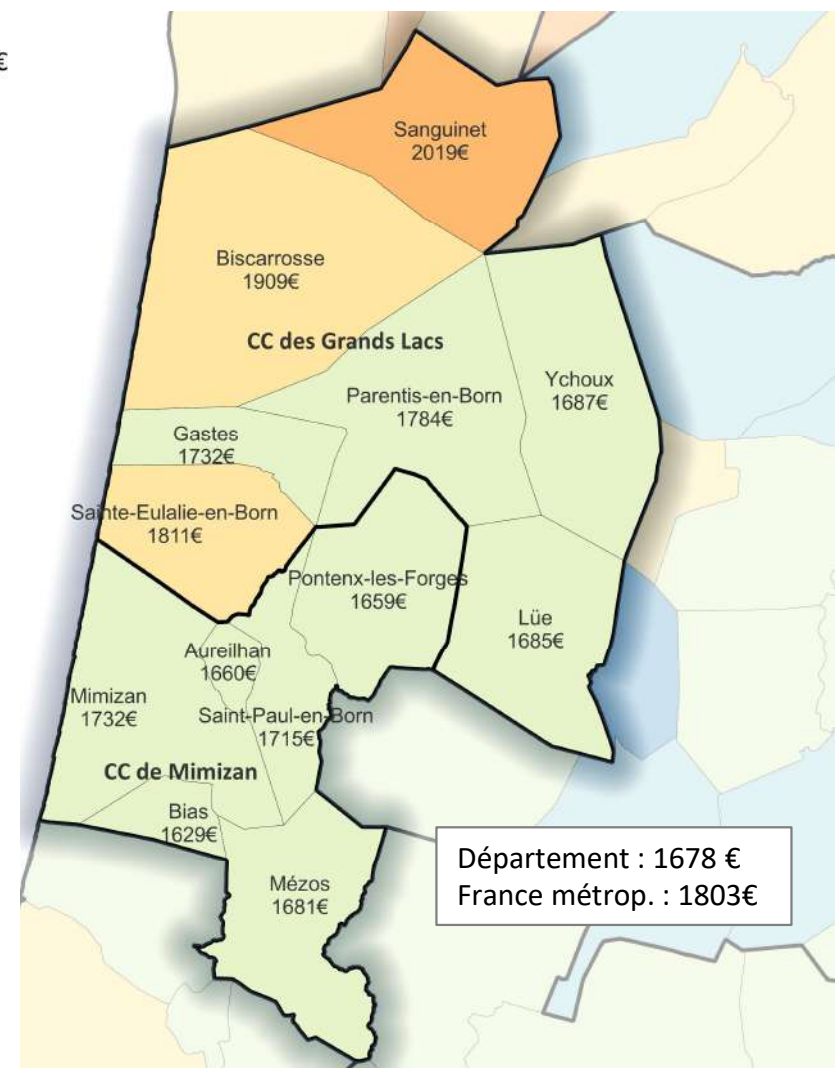 €
Sanguinet
2019€
Biscarrosse
1909€
CC des Grands Lacs
Parentis-en-Born
1784€
Ychoux
1687€
Gastes
1732€
Sainte-Eulalie-en-Born
1811€
Pontenx-les-Forges
1659€
Lüe
1685€
Aureilhan
1660€
Mimizan
1732€
Saint-Paul-en-Born
1715€
CC de Mimizan
Bias
1629€
Mézos
1681€
Département : 1678 €
France métrop. : 1803€